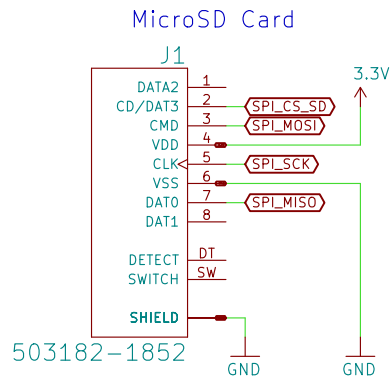 MicroSD Card
J1
3.3V
DATA2 1
CD/DAT3 2 SPI_CS_SD
CMD 3 SPI_MOSI
VDD 4
CLK 5 SPI_SCK
VSS 6
DAT0 7 SPI_MISO
DAT1 8
DETECT DT
SWITCH SW
SHIELD
503182-1852
GND GND